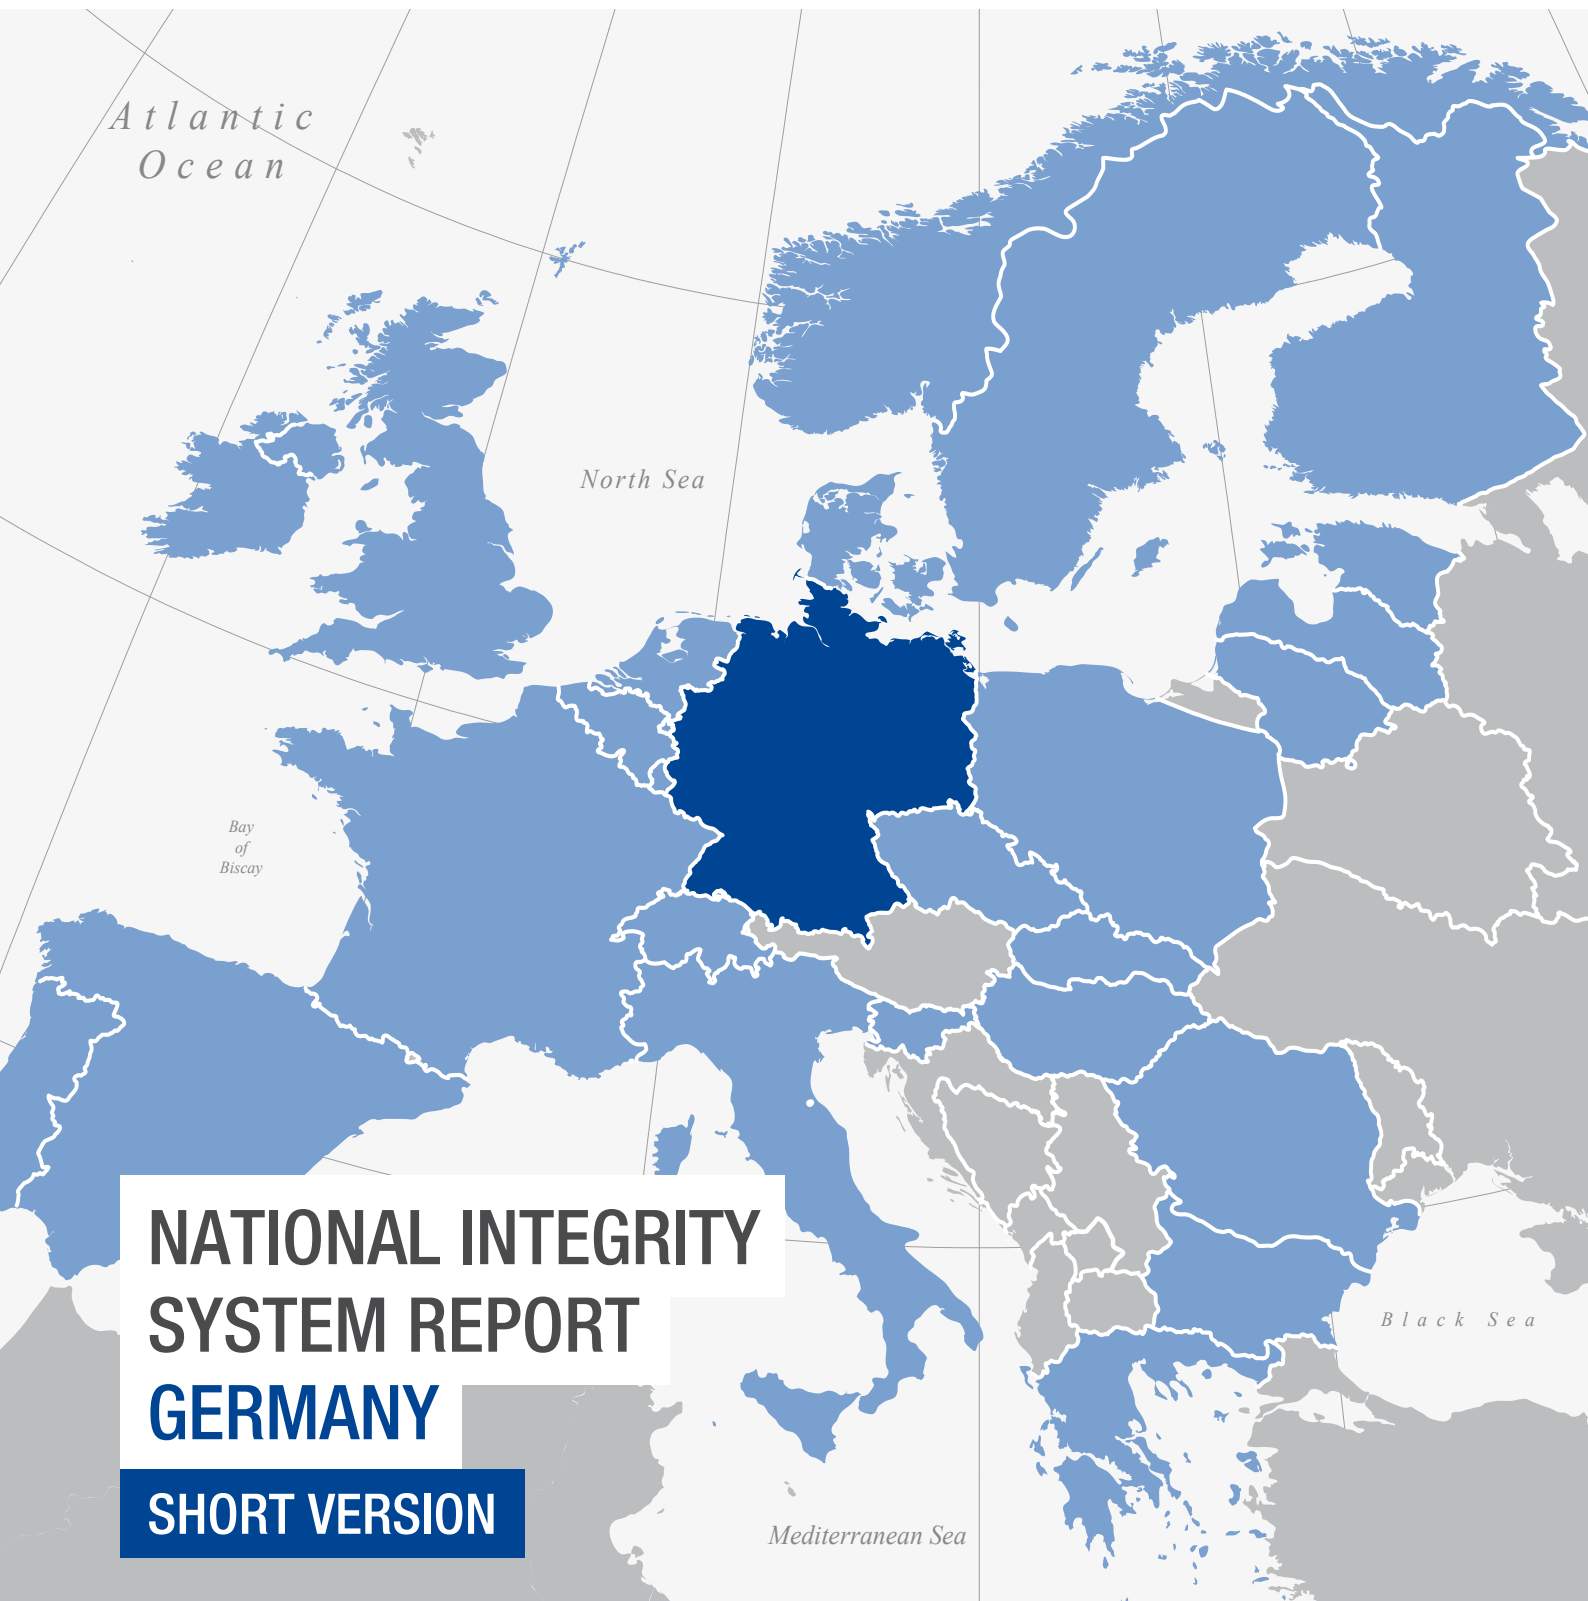 Atlantic
Ocean
North Sea
Bay
of
Biscay
NATIONAL INTEGRITY
SYSTEM REPORT
GERMANY
SHORT VERSION
Black Sea
Mediterranean Sea